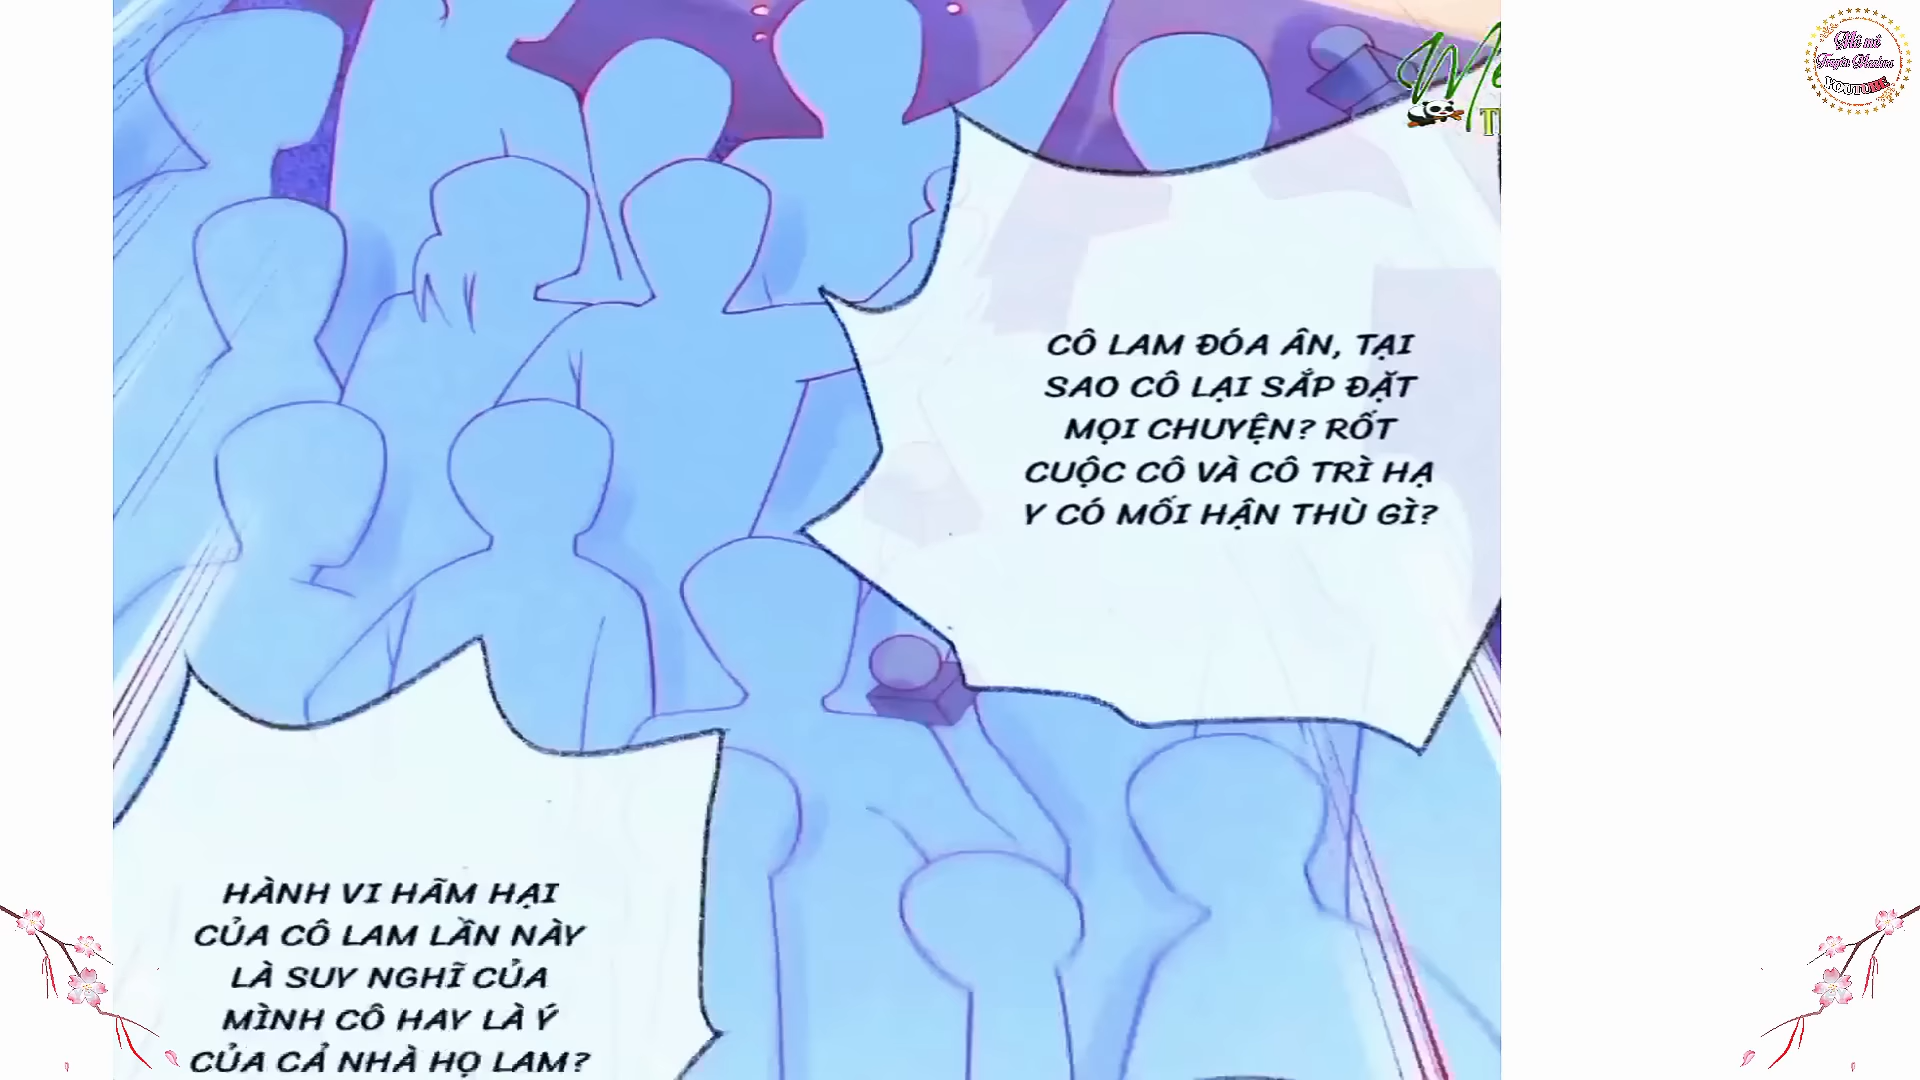 CÔ LAM ĐÓA ÂN, TẠI
SAO CÔ LẠI SẮP ĐẶT
MỌI CHUYỆN? RỐT
CUỘC CÔ VÀ CÔ TRÌ HẠ
Y CÓ MỐI HẬN THÙ GÌ?
HÀNH VI HÃM HẠI
CỦA CÔ LAM LẦN NÀY
LÀ SUY NGHĨ CỦA
MÌNH CÔ HAY LÀ Ý
CỦA CẢ NHÀ HỌ LAM?
YOUTUBE